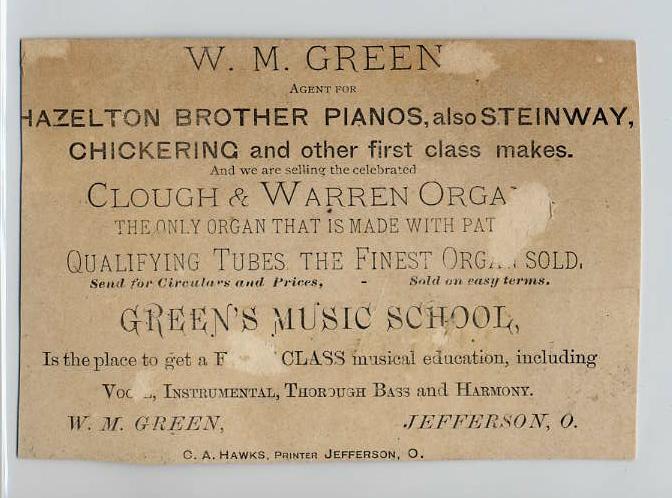 W. M. GREEN
AGENT FOR
HAZELTON BROTHER PIANOS, also STEINWAY,
CHICKERING and other first class makes.
And we are selling the celebrated
CLOUGH & WARREN
THE ONLY ORGAN THAT IS MADE WITH
QUALIFYING TUBES THE FINEST SOLD.
Send for Circulars and Prices, - Sold on easy terms.
GREEN'S MUSIC SCHOOL,
Is the place to get a CLASS musical education, including
INSTRUMENTAL, THOROUGH BASS and HARMONY.
W. M. GREEN, JEFFERSON, O.
C. A. HAWKS, PRINTER JEFFERSON, O.